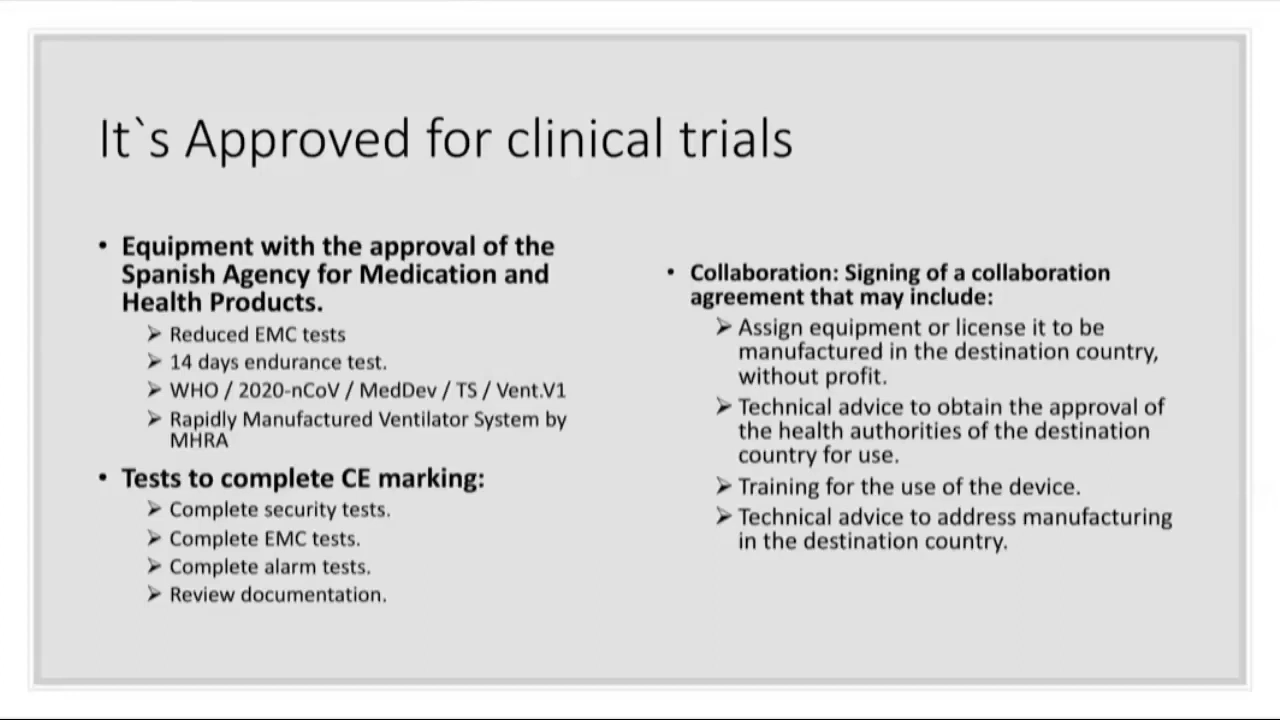 It`s Approved for clinical trials
• Equipment with the approval of the
Spanish Agency for Medication and
Health Products.
➢ Reduced EMC tests
➢ 14 days endurance test.
➢ WHO / 2020-nCoV / MedDev / TS / Vent.V1
➢ Rapidly Manufactured Ventilator System by
MHRA
• Tests to complete CE marking:
➢ Complete security tests.
➢ Complete EMC tests.
➢ Complete alarm tests.
➢ Review documentation.
• Collaboration: Signing of a collaboration
agreement that may include:
➢ Assign equipment or license it to be
manufactured in the destination country,
without profit.
➢ Technical advice to obtain the approval of
the health authorities of the destination
country for use.
➢ Training for the use of the device.
➢ Technical advice to address manufacturing
in the destination country.